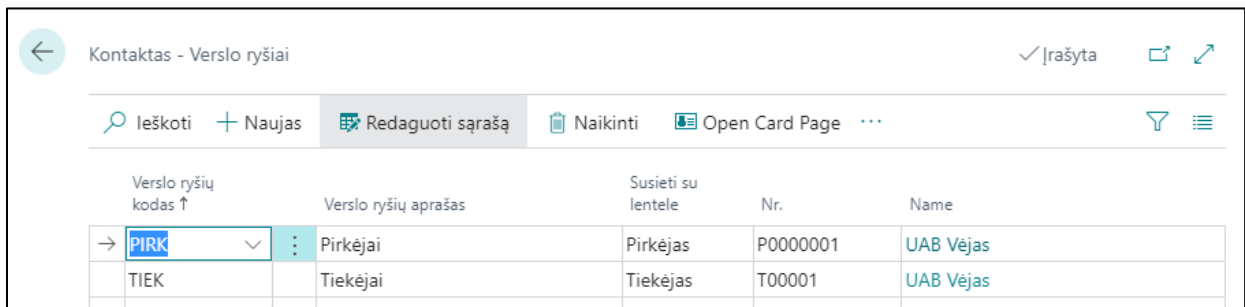 Kontaktas - Verslo ryšiai
Įrašyta
Ieškoti
Naujas
Redaguoti sąrašą
Naikinti
Open Card Page
Verslo ryšių
kodas ↑
Verslo ryšių aprašas
Susieti su
lentele
Nr.
Name
PIRK
Pirkėjai
Pirkėjas
P0000001
UAB Vėjas
TIEK
Tiekėjai
Tiekėjas
T00001
UAB Vėjas